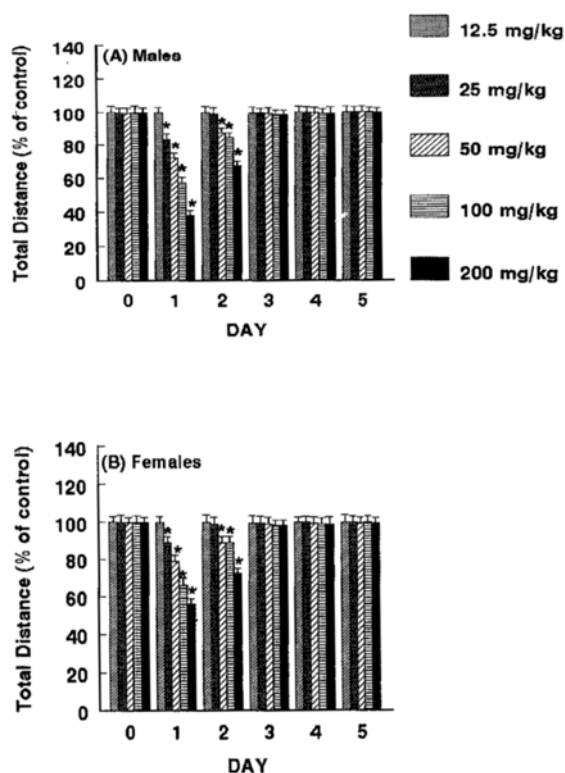 (A) Males
Total Distance (% of control)
140
120
100
80
60
40
20
0
* * * * * * *
0 1 2 3 4 5
DAY
12.5 mg/kg
25 mg/kg
50 mg/kg
100 mg/kg
200 mg/kg
(B) Females
Total Distance (% of control)
140
120
100
80
60
40
20
0
* * * * * * *
0 1 2 3 4 5
DAY